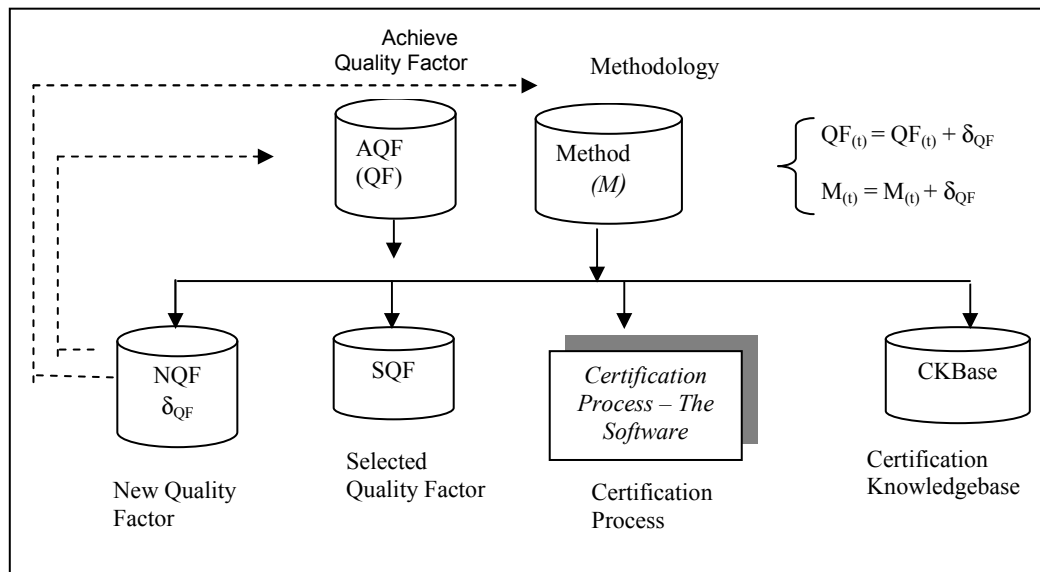 Achieve
Quality Factor
Methodology
AQF
(QF)
Method
(M)
QF(t) = QF(t) + δQF
M(t) = M(t) + δQF
NQF
δQF
SQF
Certification
Process – The
Software
CKBase
New Quality
Factor
Selected
Quality Factor
Certification
Process
Certification
Knowledgebase